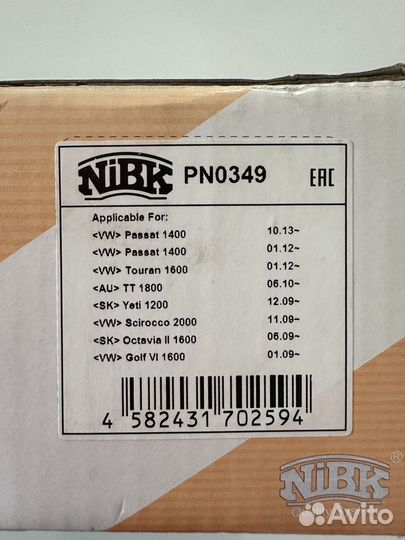 NiBK PN0349 EAC
Applicable For:
<VW> Passat 1400 10.13~
<VW> Passat 1400 01.12~
<VW> Touran 1600 01.12~
<AU> TT 1800 06.10~
<SK> Yeti 1200 12.09~
<VW> Scirocco 2000 11.09~
<SK> Octavia II 1600 06.09~
<VW> Golf VI 1600 01.09~
4 582431 702594
NiBK ®
Avito